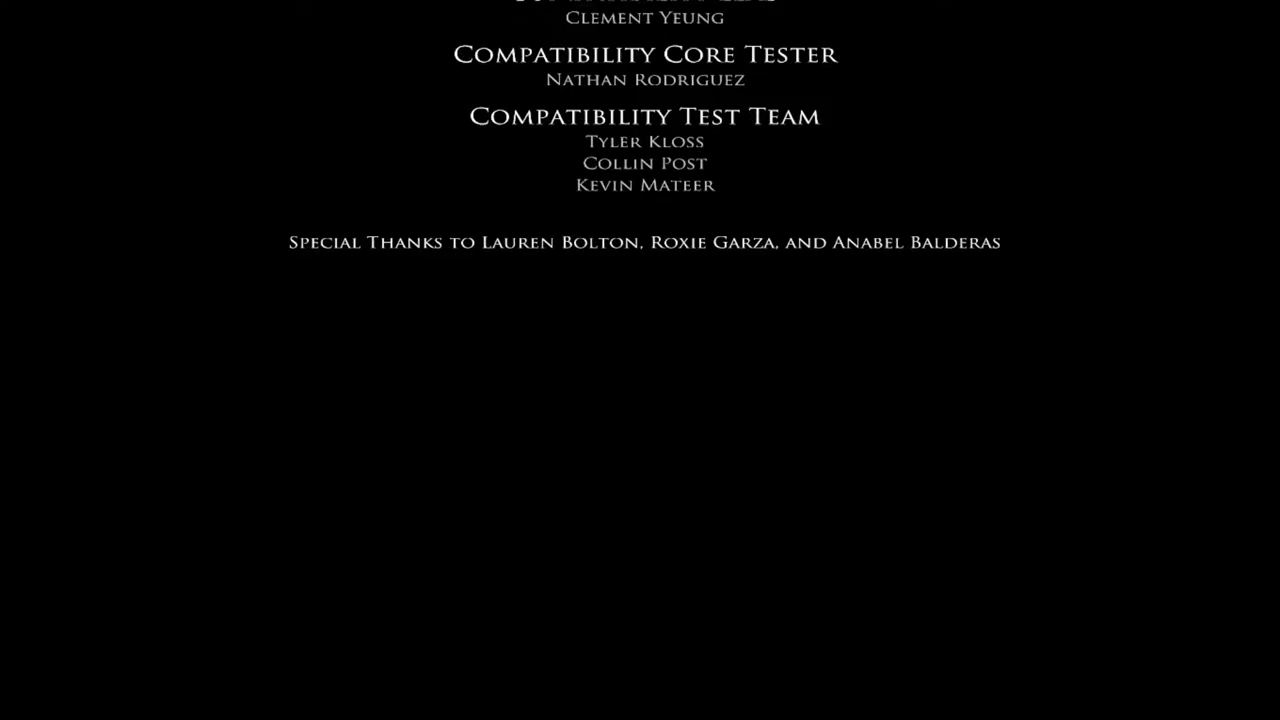 Clement Yeung
Compatibility Core Tester
Nathan Rodriguez
Compatibility Test Team
Tyler Kloss
Collin Post
Kevin Mateer
Special Thanks to Lauren Bolton, Roxie Garza, and Anabel Balderas